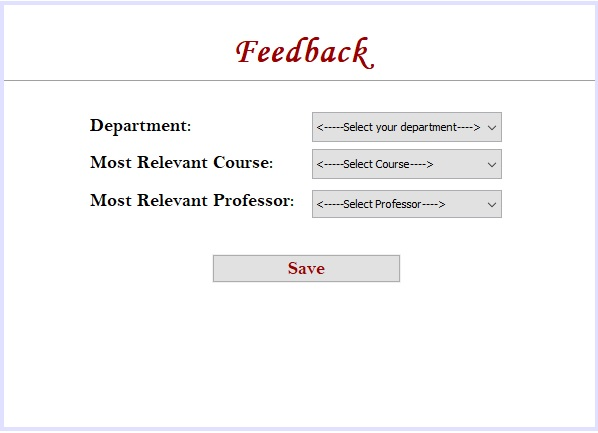 Feedback
Department: <-----Select your department---->
Most Relevant Course: <-----Select Course---->
Most Relevant Professor: <-----Select Professor---->
Save